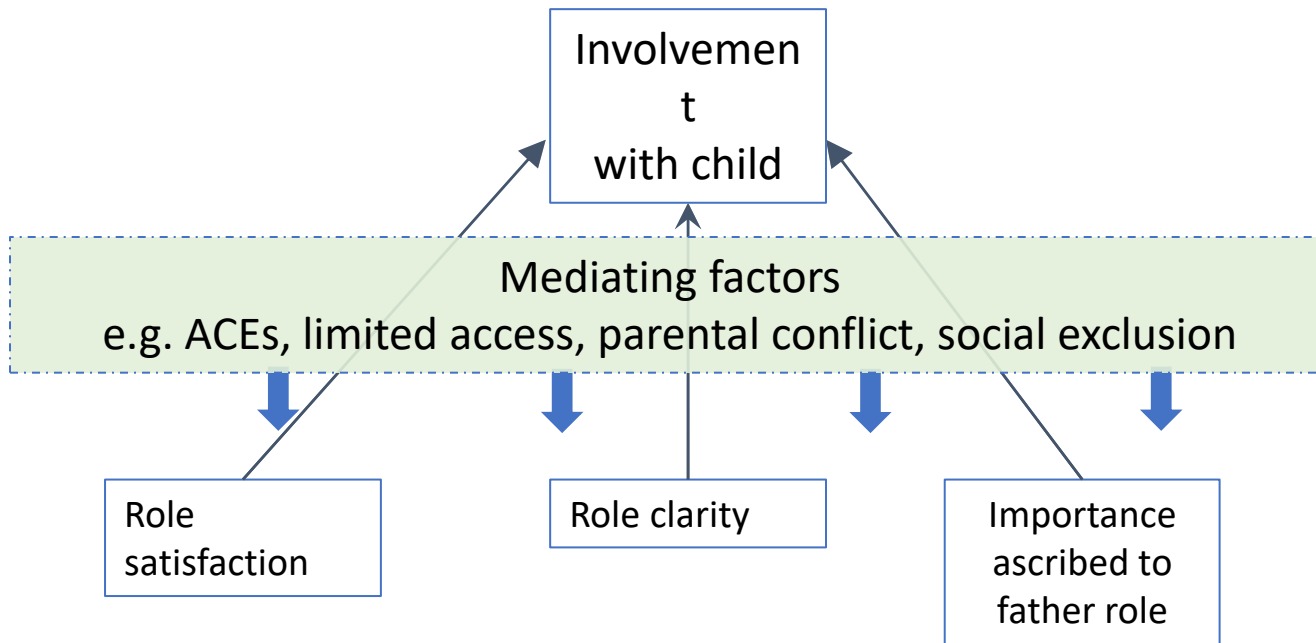 Involvemen
t
with child
Mediating factors
e.g. ACEs, limited access, parental conflict, social exclusion
Role
satisfaction
Role clarity
Importance
ascribed to
father role